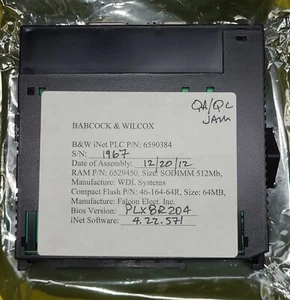 QA/QC
JAM
BABCOCK & WILCOX
B&W iNet PLC P/N: 6590384
S/N: 1967
Date of Assembly: 12/20/12
RAM P/N: 6529450, Size: SODIMM 512Mb,
Manufacture: WDL Systems
Compact Flash P/N: 46-164-64R, Size: 64MB,
Manufacture: Falcon Elect. Inc.
Bios Version: PLXBR204
iNet Software: 4.22.571